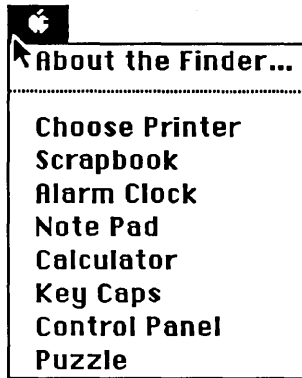 About the Finder...
Choose Printer
Scrapbook
Alarm Clock
Note Pad
Calculator
Key Caps
Control Panel
Puzzle